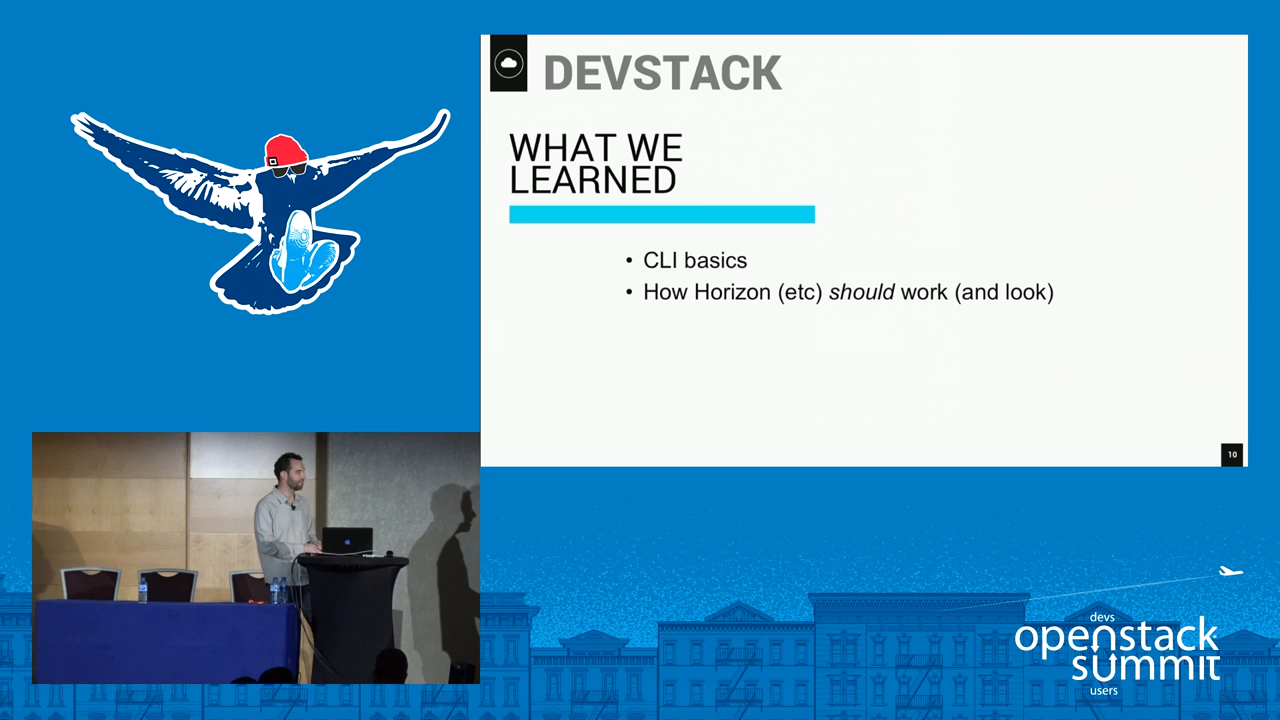 DEVSTACK
WHAT WE
LEARNED
• CLI basics
• How Horizon (etc) should work (and look)
10
devs
openstack
summit
users